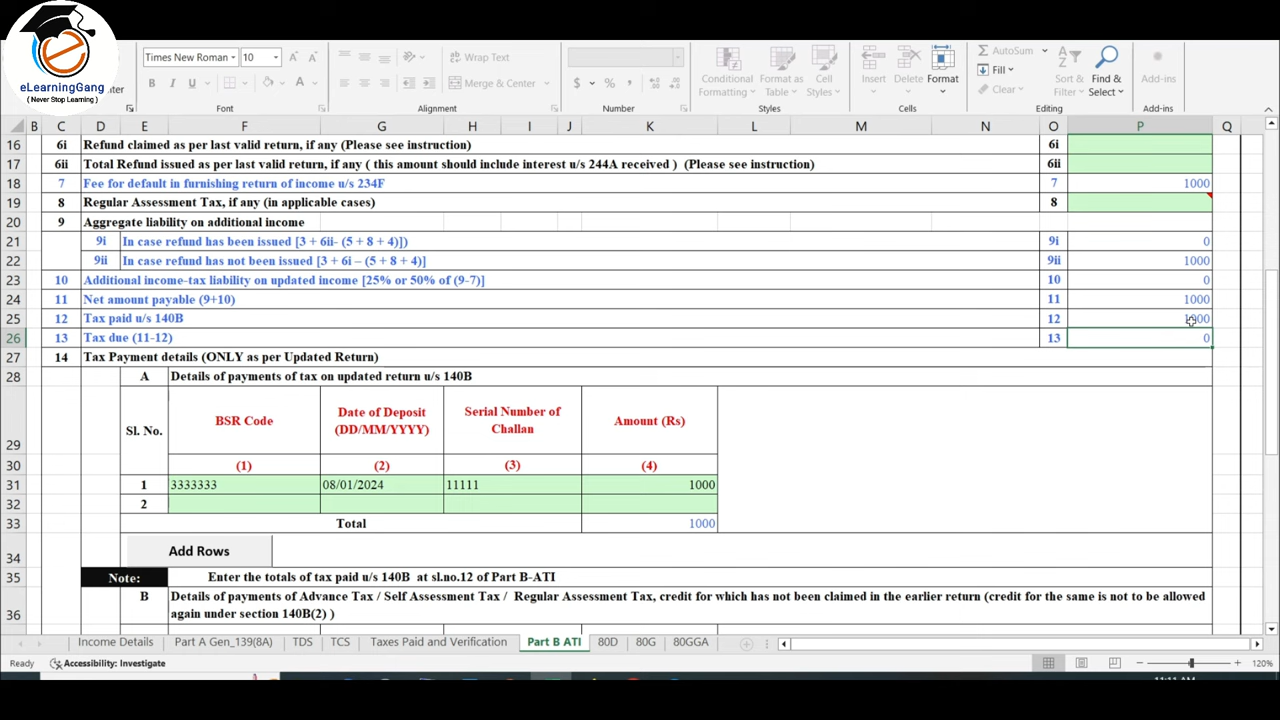 eLearningGang
( Never Stop Learning )
Times New Roman 10 A A Wrap Text Conditional Format as Cell Insert Delete Format AutoSum Sort & Find & Add-ins
B I U A Merge & Center $ % Formatting Table Styles Fill Clear Filter Select
Font Alignment Number Styles Cells Editing Add-ins
B C D E F G H I J K L M N O P Q
16 6i Refund claimed as per last valid return, if any (Please see instruction) 6i
17 6ii Total Refund issued as per last valid return, if any ( this amount should include interest u/s 244A received ) (Please see instruction) 6ii
18 7 Fee for default in furnishing return of income u/s 234F 7 1000
19 8 Regular Assessment Tax, if any (in applicable cases) 8
20 9 Aggregate liability on additional income
21 9i In case refund has been issued [3 + 6ii- (5 + 8 + 4)]) 9i 0
22 9ii In case refund has not been issued [3 + 6i – (5 + 8 + 4)] 9ii 1000
23 10 Additional income-tax liability on updated income [25% or 50% of (9-7)] 10 0
24 11 Net amount payable (9+10) 11 1000
25 12 Tax paid u/s 140B 12 1000
26 13 Tax due (11-12) 13 0
27 14 Tax Payment details (ONLY as per Updated Return)
28 A Details of payments of tax on updated return u/s 140B
29 Sl. No. BSR Code Date of Deposit (DD/MM/YYYY) Serial Number of Challan Amount (Rs)
30 (1) (2) (3) (4)
31 1 3333333 08/01/2024 11111 1000
32 2
33 Total 1000
34 Add Rows
35 Note: Enter the totals of tax paid u/s 140B at sl.no.12 of Part B-ATI
36 B Details of payments of Advance Tax / Self Assessment Tax / Regular Assessment Tax, credit for which has not been claimed in the earlier return (credit for the same is not to be allowed
again under section 140B(2) )
Income Details Part A Gen_139(8A) TDS TCS Taxes Paid and Verification Part B ATI 80D 80G 80GGA
Ready Accessibility: Investigate 120%